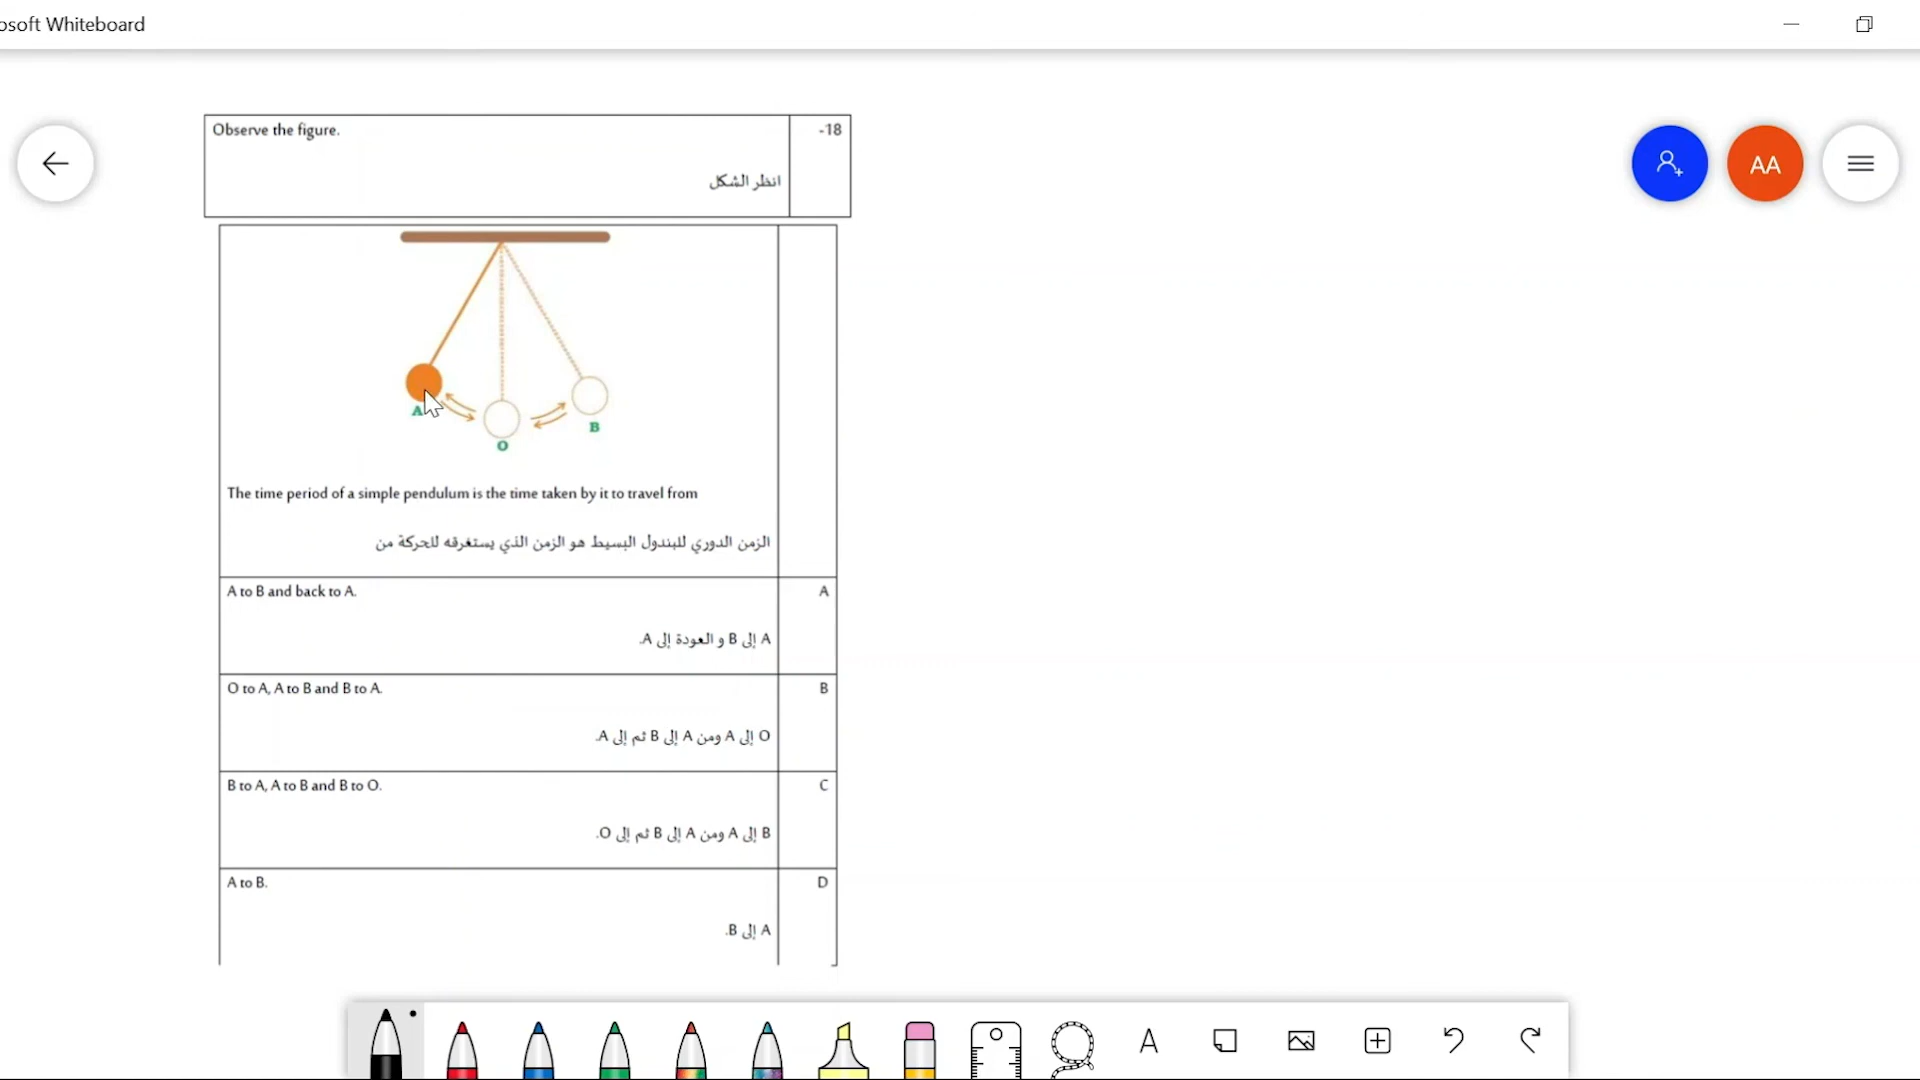 osoft Whiteboard
Observe the figure.
-18
انظر الشكل
AA
A
B
O
The time period of a simple pendulum is the time taken by it to travel from
الزمن الدوري للبندول البسيط هو الزمن الذي يستغرقه للحركة من
A to B and back to A.
A
A إلى B و العودة إلى A.
O to A, A to B and B to A.
B
O إلى A ومن A إلى B ثم إلى A.
B to A, A to B and B to O.
C
B إلى A ومن A إلى B ثم إلى O.
A to B.
D
A إلى B.
A